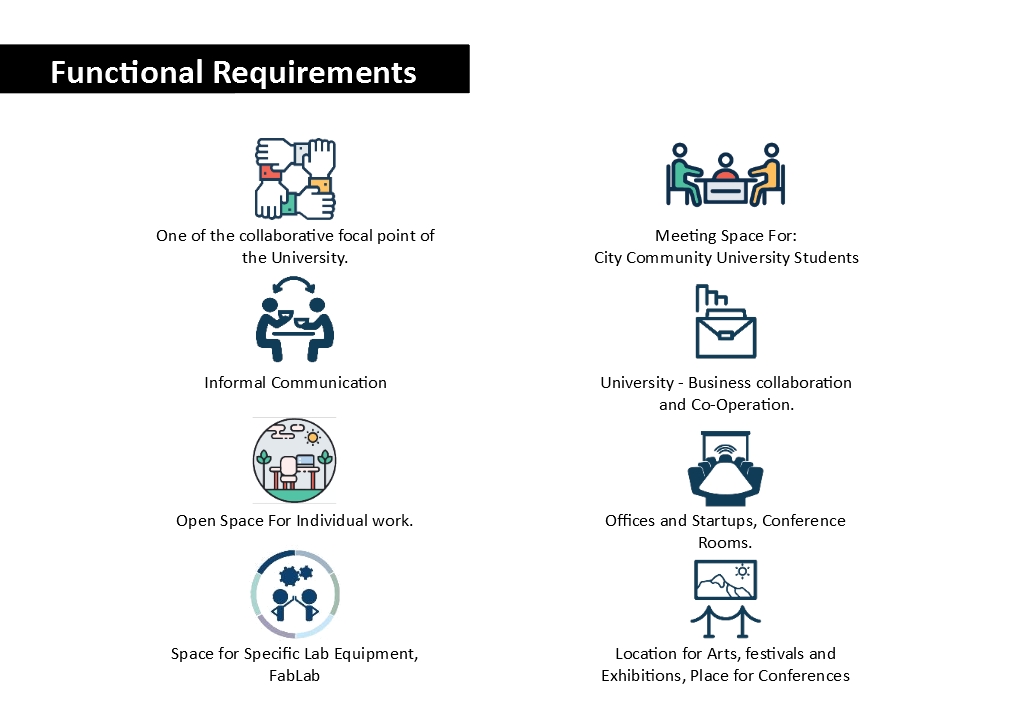 Functional Requirements
One of the collaborative focal point of
the University.
Meeting Space For:
City Community University Students
Informal Communication
University - Business collaboration
and Co-Operation.
Open Space For Individual work.
Offices and Startups, Conference
Rooms.
Space for Specific Lab Equipment,
FabLab
Location for Arts, festivals and
Exhibitions, Place for Conferences